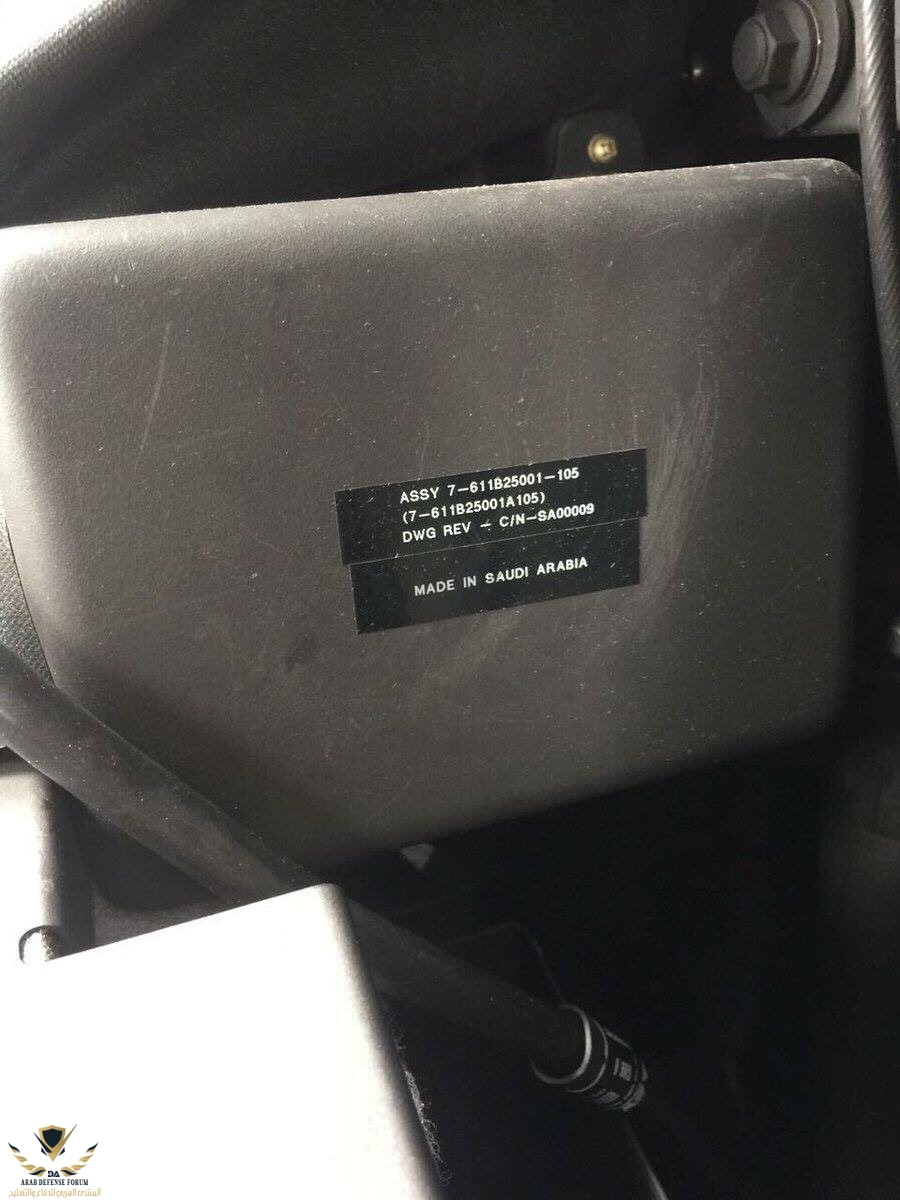 ASSY 7-611B25001-105
(7-611B25001A105)
DWG REV - C/N-SA00009
MADE IN SAUDI ARABIA
DA
ARAB DEFENSE FORUM
المنتدى العربي للدفاع والتسليح